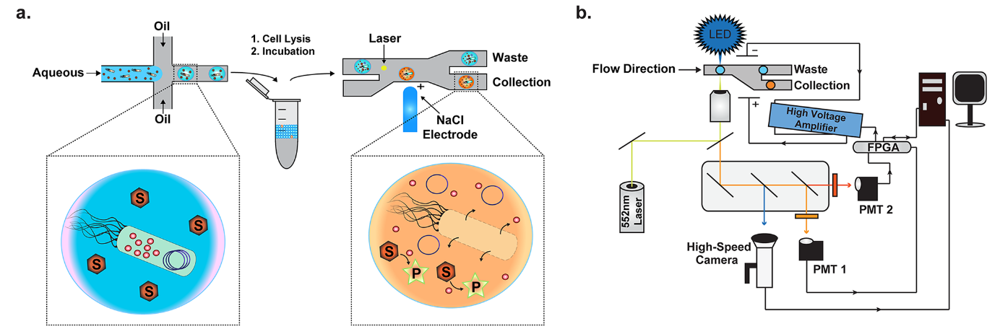 a.
Oil
Aqueous
Oil
1. Cell Lysis
2. Incubation
Laser
Waste
Collection
+
NaCl
Electrode
S
S
S
S
S
P
S
P
b.
LED
−
Flow Direction
Waste
Collection
+
High Voltage
Amplifier
FPGA
552nm
Laser
PMT 2
High-Speed
Camera
PMT 1